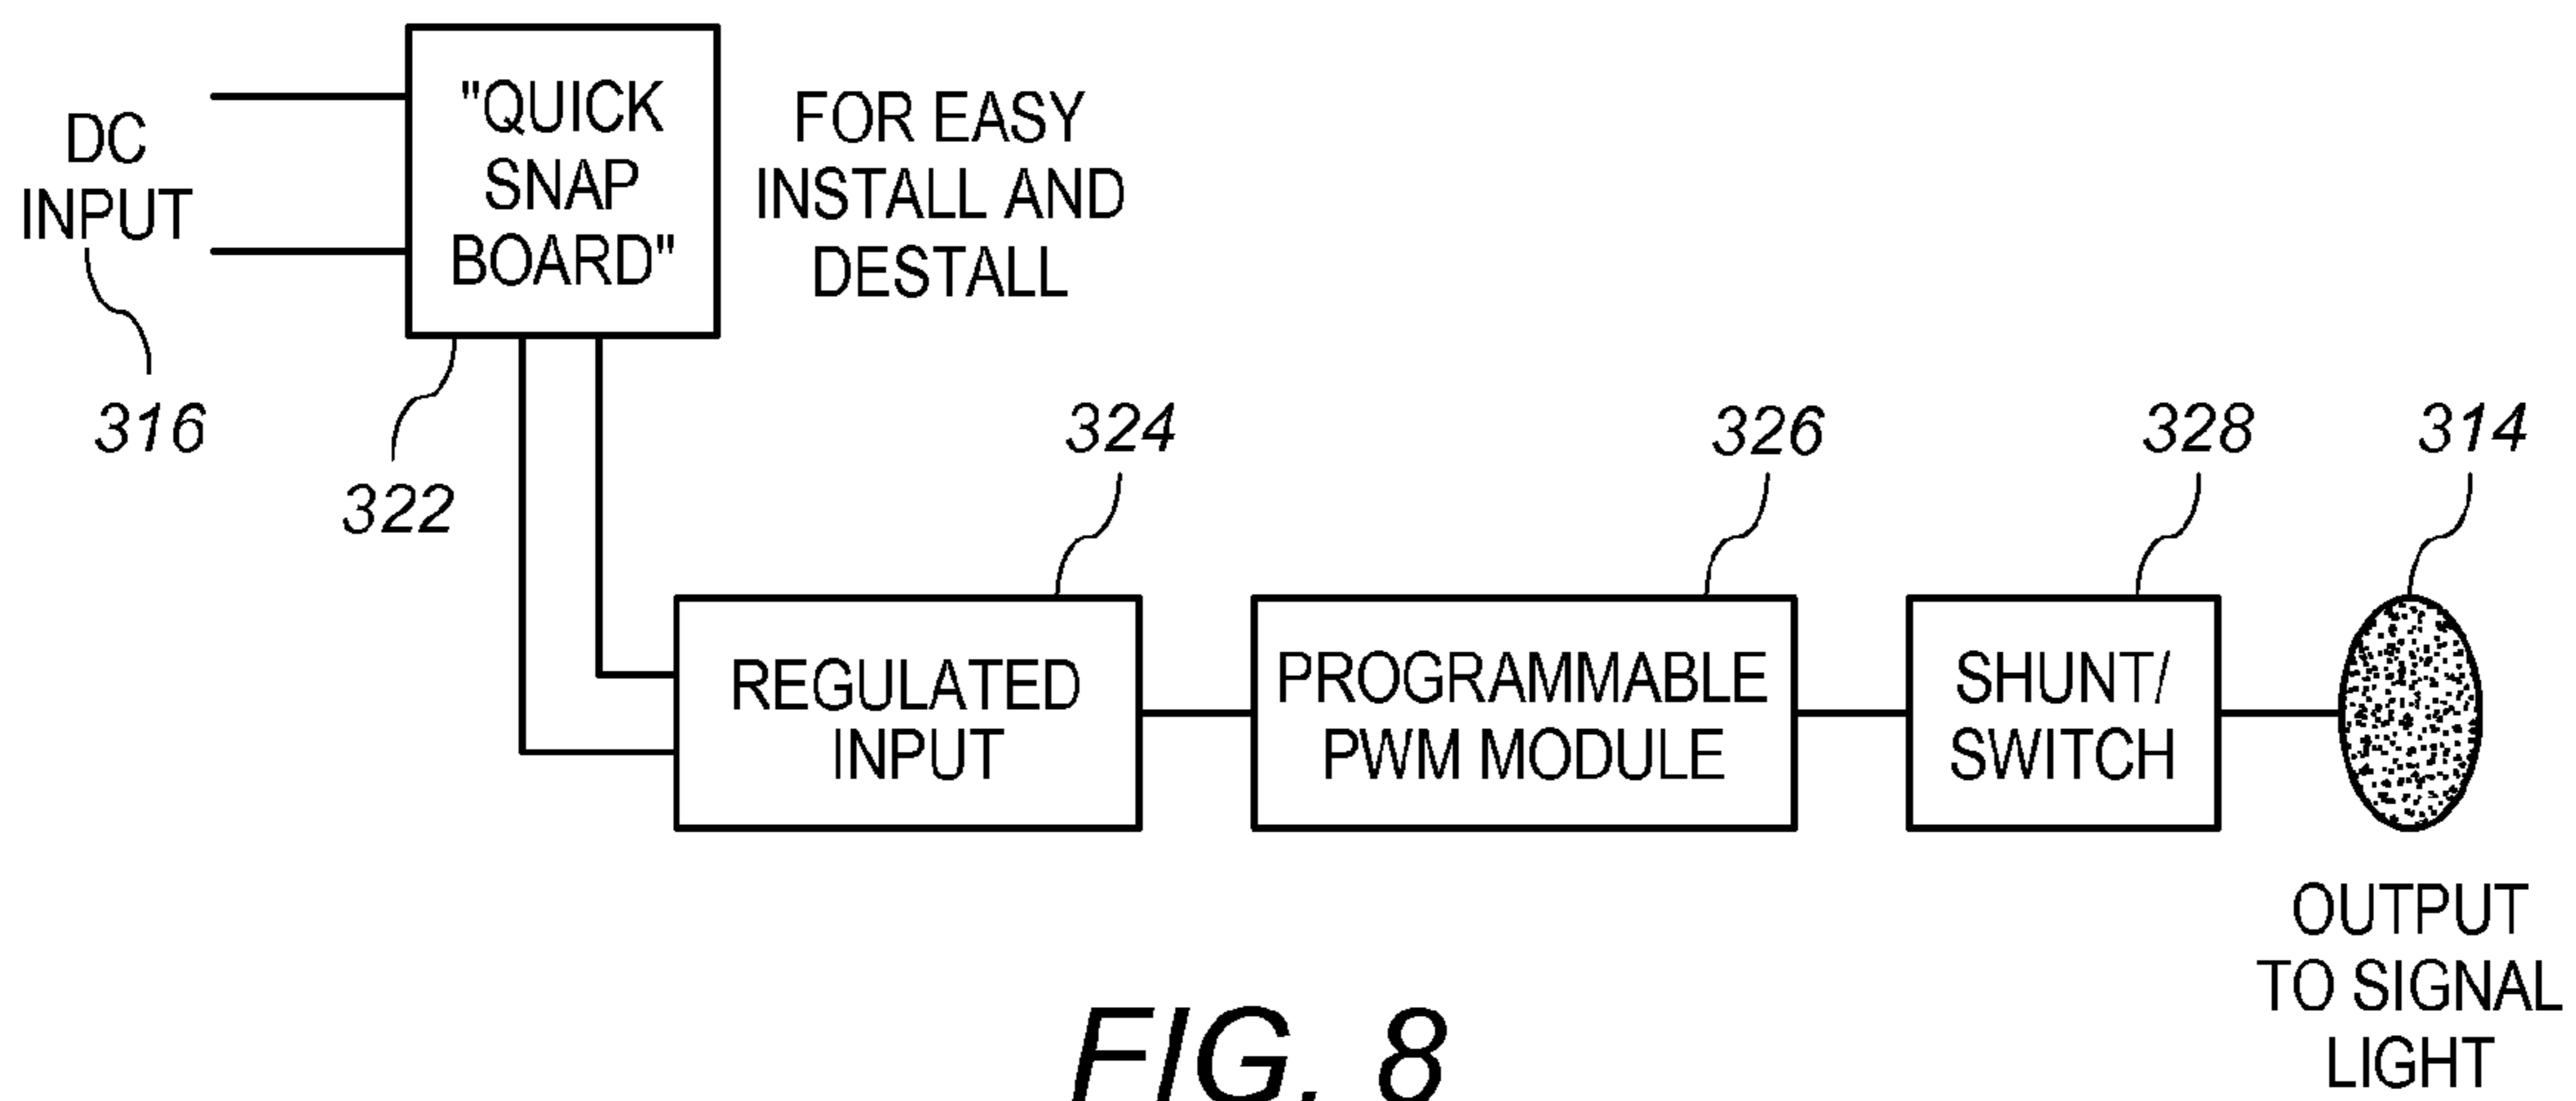 DC
INPUT
316
"QUICK
SNAP
BOARD"
322
FOR EASY
INSTALL AND
DESTALL
324
REGULATED
INPUT
326
PROGRAMMABLE
PWM MODULE
328
SHUNT/
SWITCH
314
OUTPUT
TO SIGNAL
LIGHT
FIG. 8